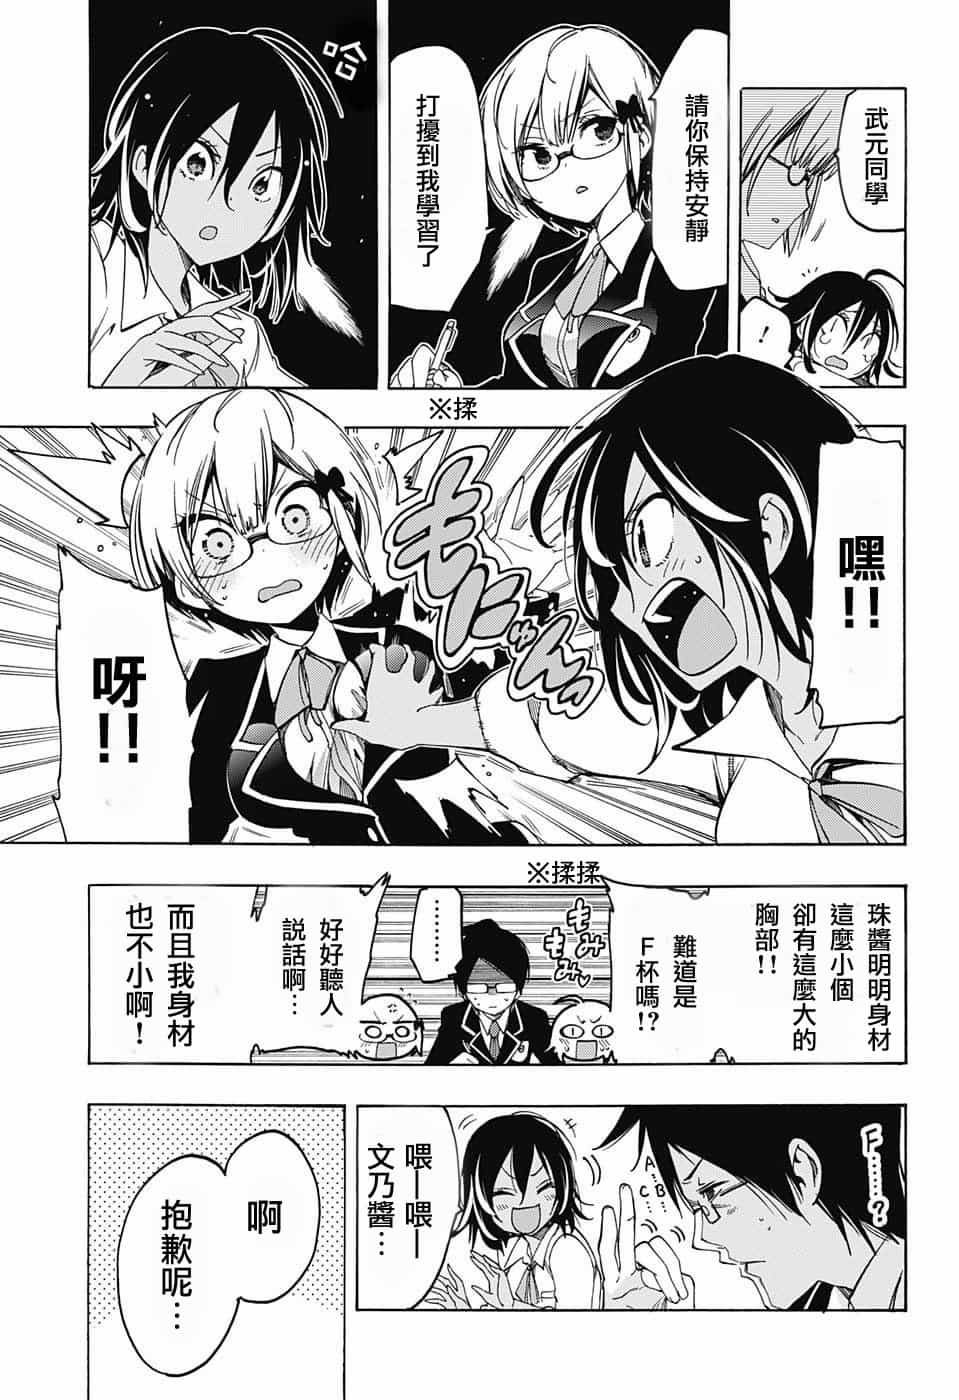 武元同學
！
請你保持安靜
打擾到我學習了
哈
※揉
嘿!!
もにゅんっ
呀!!
※揉揉
珠醬明明身材
這麼小個
卻有這麼大的
胸部!!
難道是
F杯嗎!?
もみもみ♡
……
好好聽人
說話啊…
而且我身材
也不小啊！
F……?
A…
B…
C…
喂—喂—
文乃醬…
啊
抱歉呢…